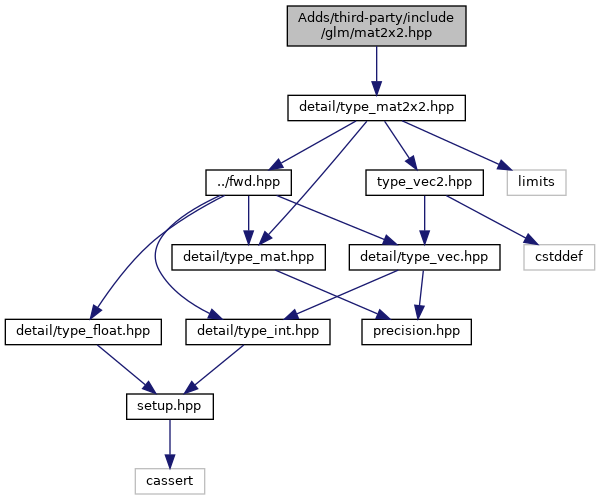 Adds/third-party/include
/glm/mat2x2.hpp
detail/type_mat2x2.hpp
../fwd.hpp
type_vec2.hpp
limits
detail/type_mat.hpp
detail/type_vec.hpp
cstddef
detail/type_float.hpp
detail/type_int.hpp
precision.hpp
setup.hpp
cassert